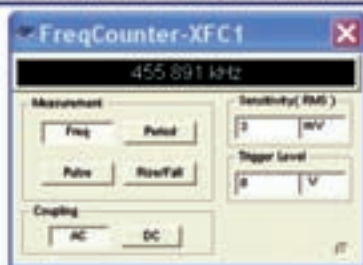 FreqCounter-XFC1
455.891 kHz
Measurement
Freq
Period
Pulse
Rise/Fall
Coupling
AC
DC
Sensitivity (RMS)
3
mV
Trigger Level
0
V